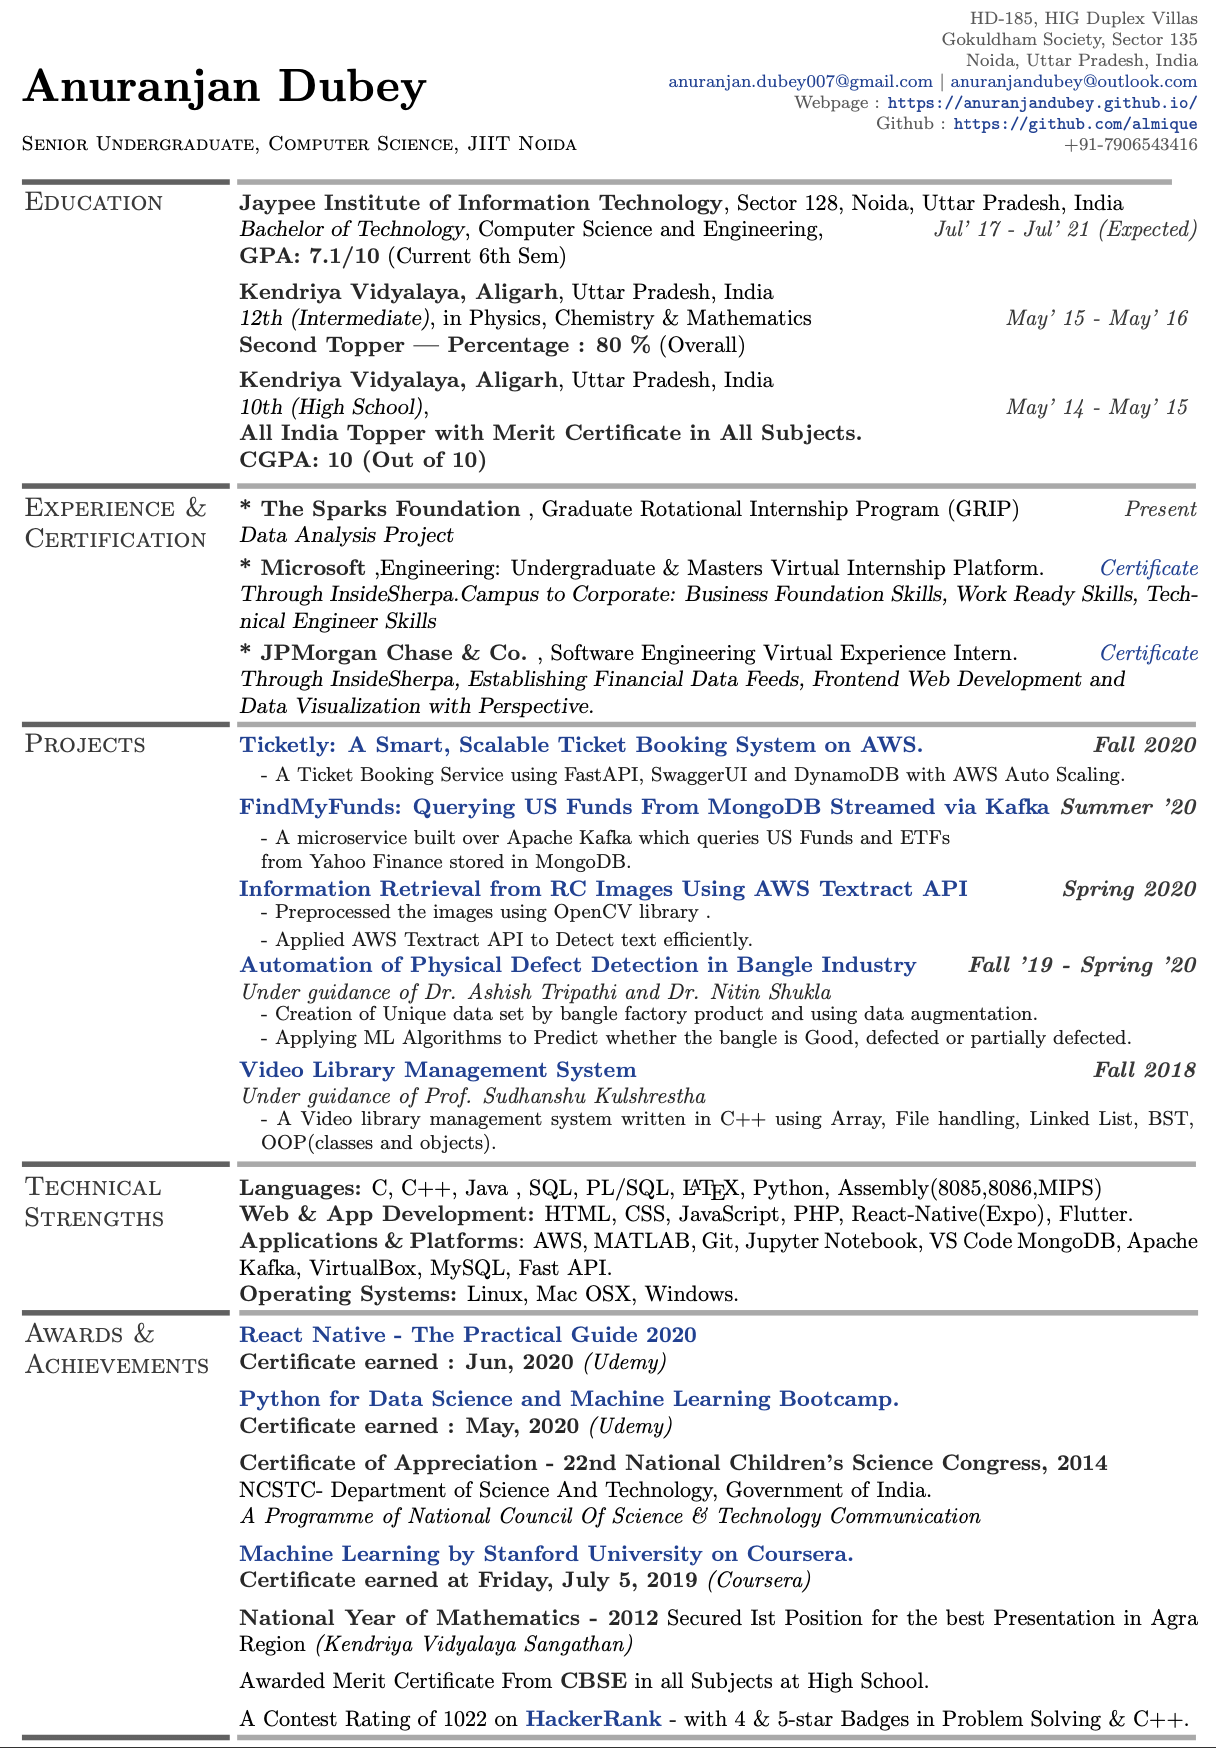 HD-185, HIG Duplex Villas
Gokuldham Society, Sector 135
Noida, Uttar Pradesh, India
Anuranjan Dubey
anuranjan.dubey007@gmail.com | anuranjandubey@outlook.com
Webpage : https://anuranjandubey.github.io/
Github : https://github.com/almique
Senior Undergraduate, Computer Science, JIIT Noida
+91-7906543416
Education
Jaypee Institute of Information Technology, Sector 128, Noida, Uttar Pradesh, India
Bachelor of Technology, Computer Science and Engineering, Jul' 17 - Jul' 21 (Expected)
GPA: 7.1/10 (Current 6th Sem)
Kendriya Vidyalaya, Aligarh, Uttar Pradesh, India
12th (Intermediate), in Physics, Chemistry & Mathematics May' 15 - May' 16
Second Topper — Percentage : 80 % (Overall)
Kendriya Vidyalaya, Aligarh, Uttar Pradesh, India
10th (High School), May' 14 - May' 15
All India Topper with Merit Certificate in All Subjects.
CGPA: 10 (Out of 10)
Experience &
Certification
* The Sparks Foundation , Graduate Rotational Internship Program (GRIP) Present
Data Analysis Project
* Microsoft ,Engineering: Undergraduate & Masters Virtual Internship Platform. Certificate
Through InsideSherpa.Campus to Corporate: Business Foundation Skills, Work Ready Skills, Tech-
nical Engineer Skills
* JPMorgan Chase & Co. , Software Engineering Virtual Experience Intern. Certificate
Through InsideSherpa, Establishing Financial Data Feeds, Frontend Web Development and
Data Visualization with Perspective.
Projects
Ticketly: A Smart, Scalable Ticket Booking System on AWS. Fall 2020
- A Ticket Booking Service using FastAPI, SwaggerUI and DynamoDB with AWS Auto Scaling.
FindMyFunds: Querying US Funds From MongoDB Streamed via Kafka Summer '20
- A microservice built over Apache Kafka which queries US Funds and ETFs
from Yahoo Finance stored in MongoDB.
Information Retrieval from RC Images Using AWS Textract API Spring 2020
- Preprocessed the images using OpenCV library .
- Applied AWS Textract API to Detect text efficiently.
Automation of Physical Defect Detection in Bangle Industry Fall '19 - Spring '20
Under guidance of Dr. Ashish Tripathi and Dr. Nitin Shukla
- Creation of Unique data set by bangle factory product and using data augmentation.
- Applying ML Algorithms to Predict whether the bangle is Good, defected or partially defected.
Video Library Management System Fall 2018
Under guidance of Prof. Sudhanshu Kulshrestha
- A Video library management system written in C++ using Array, File handling, Linked List, BST,
OOP(classes and objects).
Technical
Strengths
Languages: C, C++, Java , SQL, PL/SQL, LATEX, Python, Assembly(8085,8086,MIPS)
Web & App Development: HTML, CSS, JavaScript, PHP, React-Native(Expo), Flutter.
Applications & Platforms: AWS, MATLAB, Git, Jupyter Notebook, VS Code MongoDB, Apache
Kafka, VirtualBox, MySQL, Fast API.
Operating Systems: Linux, Mac OSX, Windows.
Awards &
Achievements
React Native - The Practical Guide 2020
Certificate earned : Jun, 2020 (Udemy)
Python for Data Science and Machine Learning Bootcamp.
Certificate earned : May, 2020 (Udemy)
Certificate of Appreciation - 22nd National Children's Science Congress, 2014
NCSTC- Department of Science And Technology, Government of India.
A Programme of National Council Of Science & Technology Communication
Machine Learning by Stanford University on Coursera.
Certificate earned at Friday, July 5, 2019 (Coursera)
National Year of Mathematics - 2012 Secured Ist Position for the best Presentation in Agra
Region (Kendriya Vidyalaya Sangathan)
Awarded Merit Certificate From CBSE in all Subjects at High School.
A Contest Rating of 1022 on HackerRank - with 4 & 5-star Badges in Problem Solving & C++.